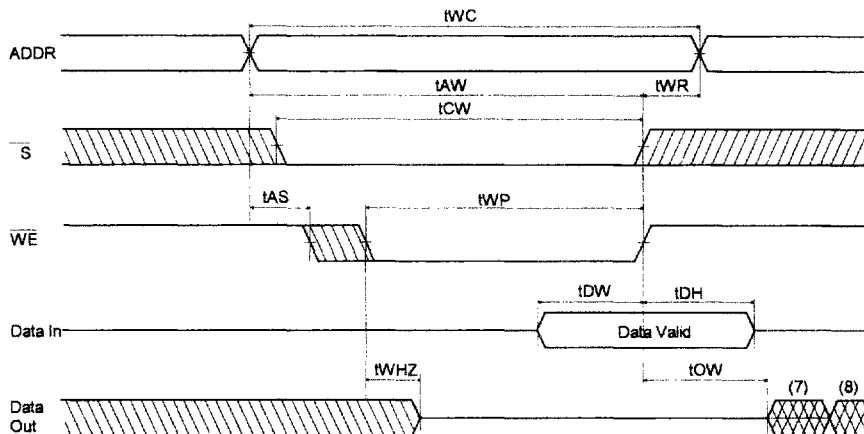 tWC
ADDR
tAW
tWR
tCW
S
tAS
tWP
WE
tDW
tDH
Data In
Data Valid
tWHZ
tOW
(7)
(8)
Data
Out